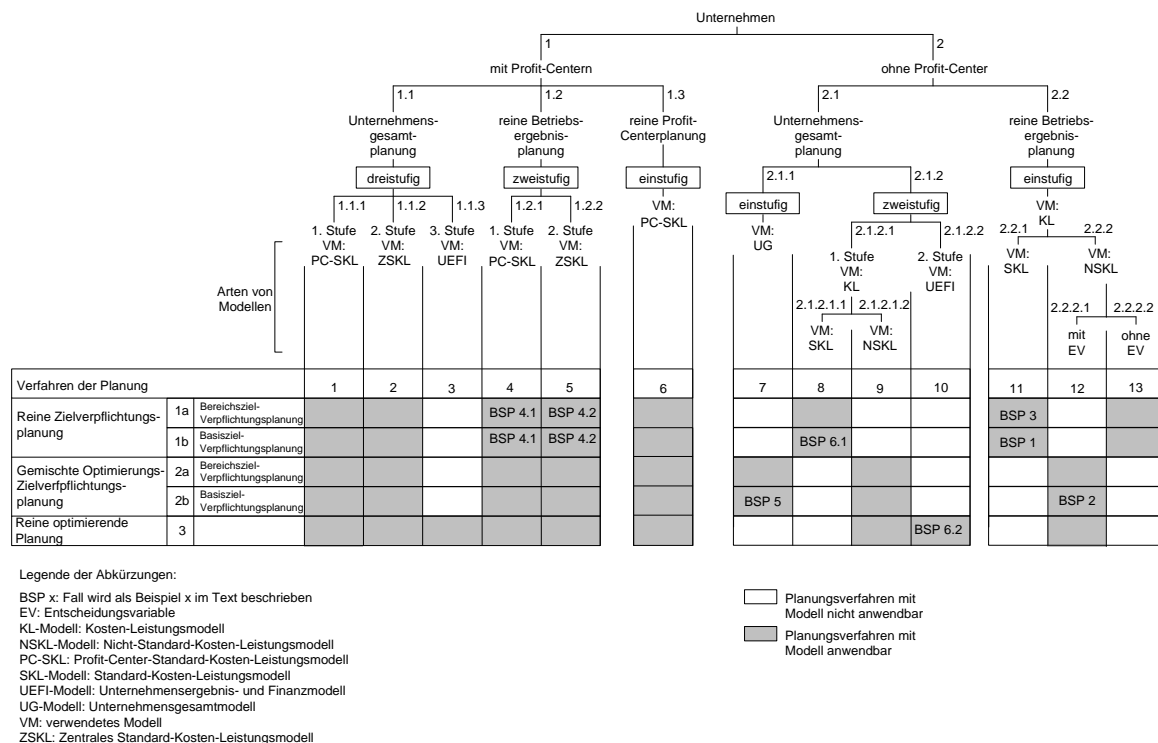 Unternehmen
1
2
mit Profit-Centern
ohne Profit-Center
1.1
1.2
1.3
2.1
2.2
Unternehmens-
gesamt-
planung
reine Betriebs-
ergebnis-
planung
reine Profit-
Centerplanung
Unternehmens-
gesamt-
planung
reine Betriebs-
ergebnis-
planung
dreistufig
zweistufig
einstufig
2.1.1
2.1.2
einstufig
zweistufig
einstufig
1.1.1
1.1.2
1.1.3
1.2.1
1.2.2
VM:
PC-SKL
VM:
UG
VM:
KL
1. Stufe
VM:
PC-SKL
2. Stufe
VM:
ZSKL
3. Stufe
VM:
UEFI
1. Stufe
VM:
PC-SKL
2. Stufe
VM:
ZSKL
2.1.2.1
2.1.2.2
2.2.1
2.2.2
1. Stufe
VM:
KL
2. Stufe
VM:
UEFI
VM:
SKL
VM:
NSKL
Arten von
Modellen
2.1.2.1.1
2.1.2.1.2
2.2.2.1
2.2.2.2
VM:
SKL
VM:
NSKL
mit
EV
ohne
EV
Verfahren der Planung 1 2 3 4 5 6 7 8 9 10 11 12 13
Reine Zielverpflichtungs-
planung
1a Bereichsziel-
Verpflichtungsplanung
BSP 4.1 BSP 4.2 BSP 3
1b Basisziel-
Verpflichtungsplanung
BSP 4.1 BSP 4.2 BSP 6.1 BSP 1
Gemischte Optimierungs-
Zielverfpflichtungs-
planung
2a Bereichsziel-
Verpflichtungsplanung
2b Basisziel-
Verpflichtungsplanung
BSP 5 BSP 2
Reine optimierende
Planung
3 BSP 6.2
Legende der Abkürzungen:
BSP x: Fall wird als Beispiel x im Text beschrieben
EV: Entscheidungsvariable
KL-Modell: Kosten-Leistungsmodell
NSKL-Modell: Nicht-Standard-Kosten-Leistungsmodell
PC-SKL: Profit-Center-Standard-Kosten-Leistungsmodell
SKL-Modell: Standard-Kosten-Leistungsmodell
UEFI-Modell: Unternehmensergebnis- und Finanzmodell
UG-Modell: Unternehmensgesamtmodell
VM: verwendetes Modell
ZSKL: Zentrales Standard-Kosten-Leistungsmodell
Planungsverfahren mit
Modell nicht anwendbar
Planungsverfahren mit
Modell anwendbar